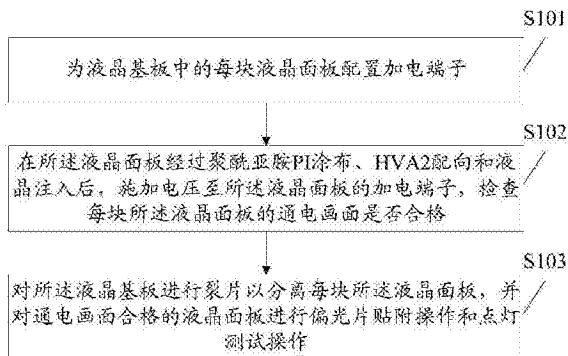 S101
为液晶基板中的每块液晶面板配置加电端子
S102
在所述液晶面板经过聚酰亚胺PI涂布、HVA2配向和液
晶注入后，施加电压至所述液晶面板的加电端子，检查
每块所述液晶面板的通电画面是否合格
S103
对所述液晶基板进行裂片以分离每块所述液晶面板，并
对通电画面合格的液晶面板进行偏光片贴附操作和点灯
测试操作